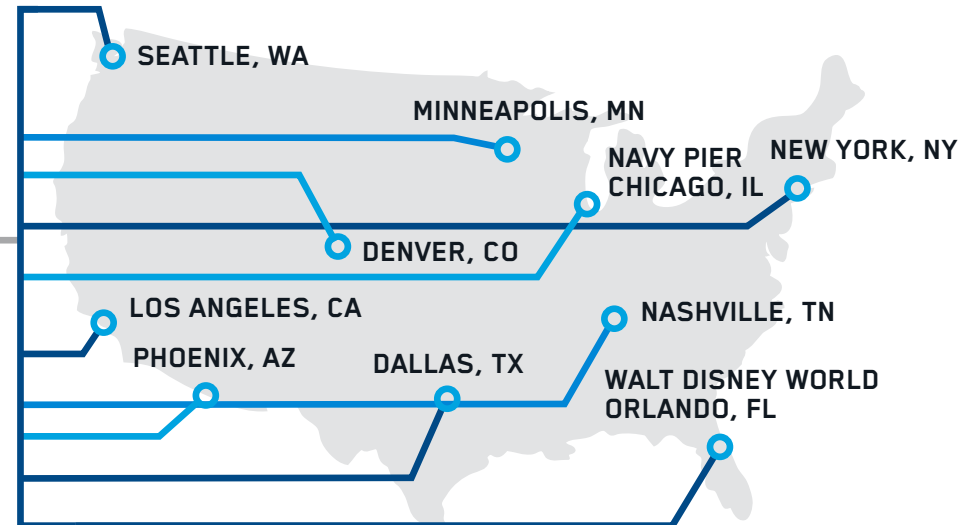 SEATTLE, WA
MINNEAPOLIS, MN
NAVY PIER
CHICAGO, IL
NEW YORK, NY
DENVER, CO
LOS ANGELES, CA
NASHVILLE, TN
PHOENIX, AZ
DALLAS, TX
WALT DISNEY WORLD
ORLANDO, FL